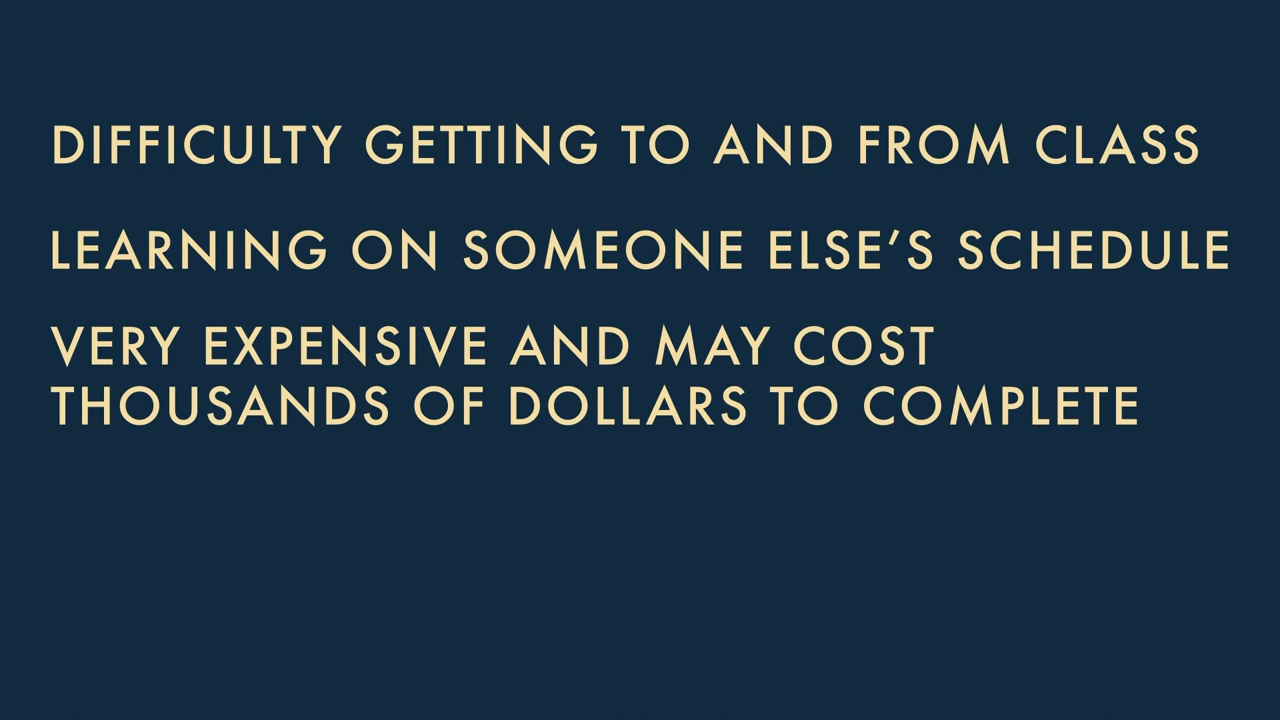 DIFFICULTY GETTING TO AND FROM CLASS
LEARNING ON SOMEONE ELSE’S SCHEDULE
VERY EXPENSIVE AND MAY COST
THOUSANDS OF DOLLARS TO COMPLETE